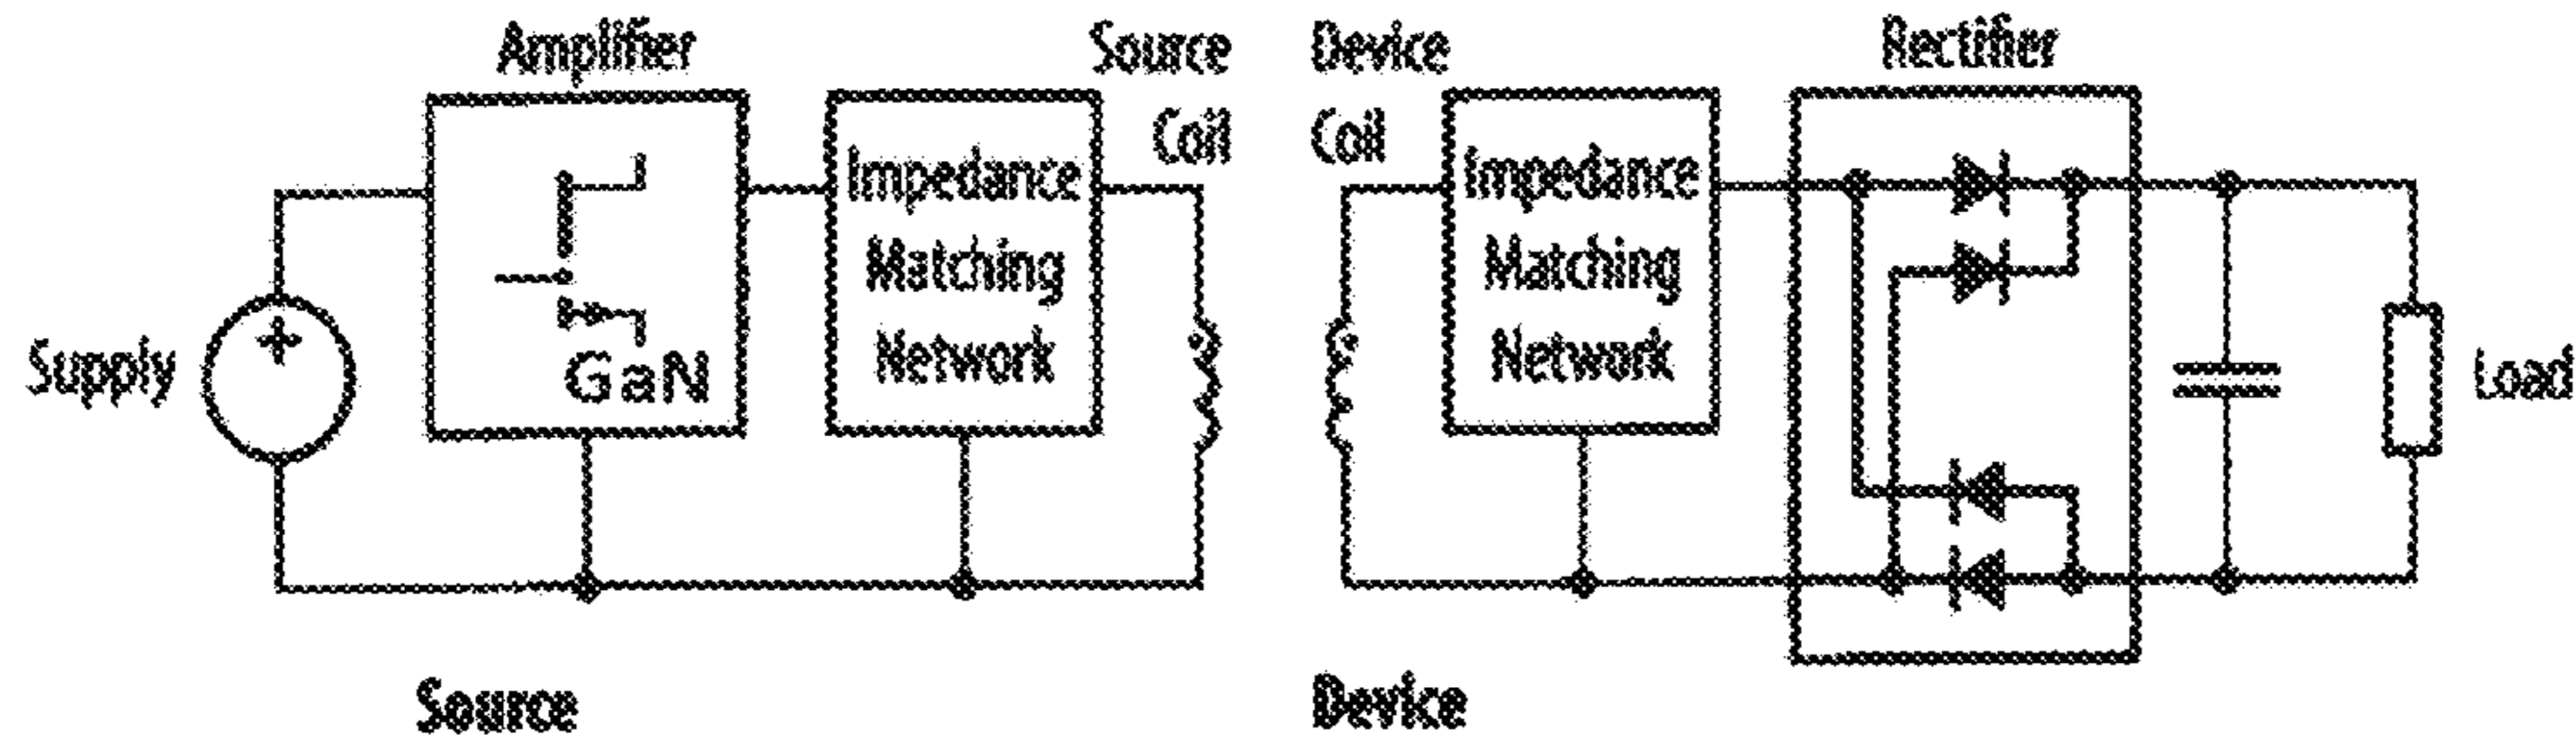 Amplifier
Source
Coil
Device
Coil
Rectifier
Impedance
Matching
Network
Impedance
Matching
Network
Supply
+
GaN
Load
Source
Device